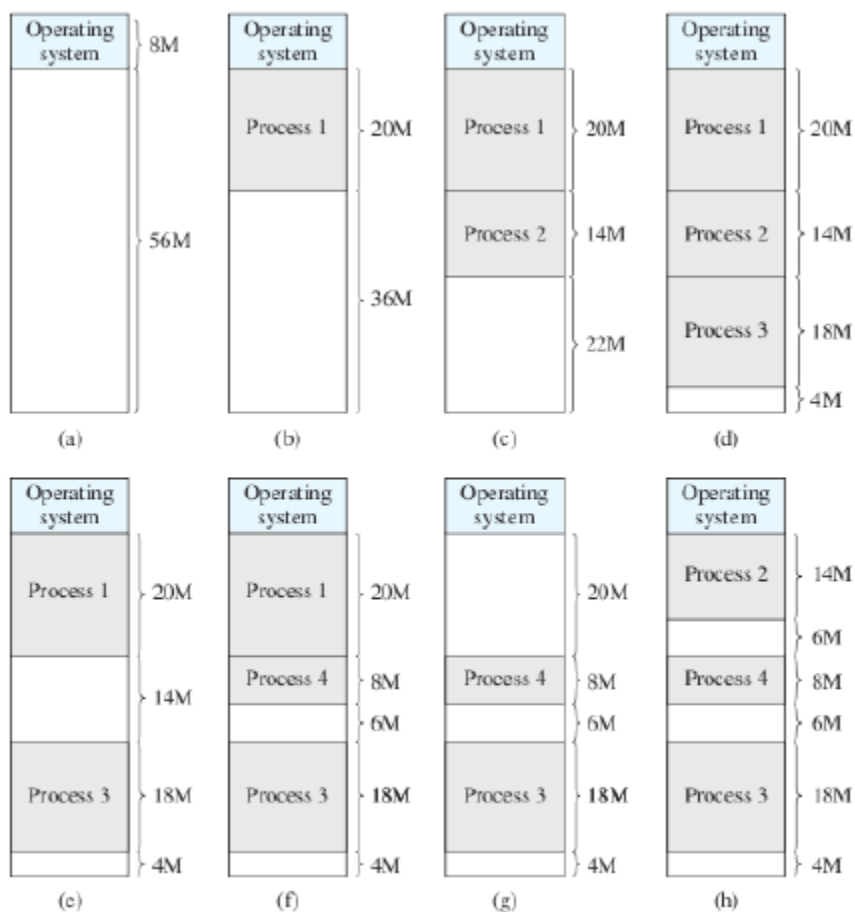 Operating
system
8M
56M
(a)
Operating
system
Process 1
20M
36M
(b)
Operating
system
Process 1
20M
Process 2
14M
22M
(c)
Operating
system
Process 1
20M
Process 2
14M
Process 3
18M
4M
(d)
Operating
system
Process 1
20M
14M
Process 3
18M
4M
(e)
Operating
system
Process 1
20M
Process 4
8M
6M
Process 3
18M
4M
(f)
Operating
system
20M
Process 4
8M
6M
Process 3
18M
4M
(g)
Operating
system
Process 2
14M
6M
Process 4
8M
6M
Process 3
18M
4M
(h)